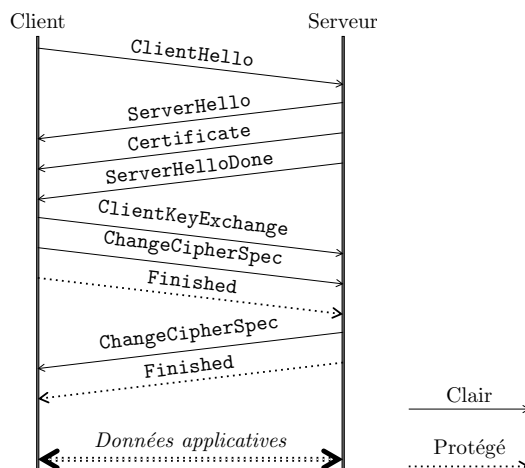 Client
Serveur
ClientHello
ServerHello
Certificate
ServerHelloDone
ClientKeyExchange
ChangeCipherSpec
Finished
ChangeCipherSpec
Finished
Données applicatives
Clair
Protégé